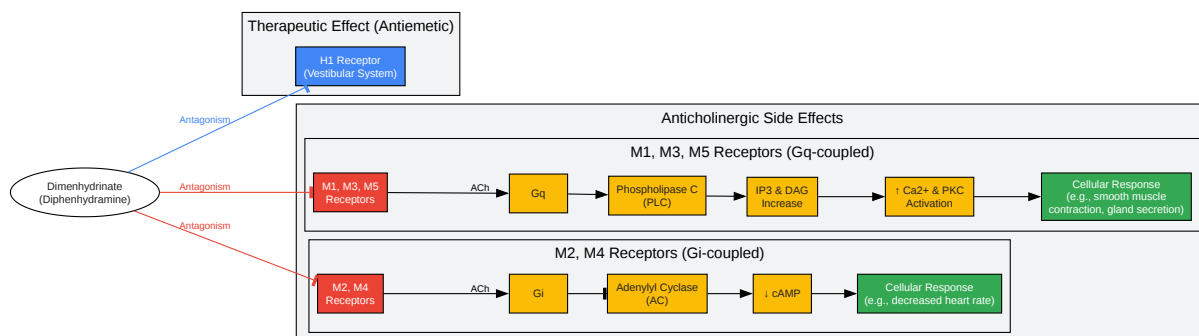 Therapeutic Effect (Antiemetic)
H1 Receptor
(Vestibular System)
Antagonism
Anticholinergic Side Effects
M1, M3, M5 Receptors (Gq-coupled)
Dimenhydrinate
(Diphenhydramine)
Antagonism
M1, M3, M5
Receptors
ACh
Gq
Phospholipase C
(PLC)
IP3 & DAG
Increase
↑ Ca2+ & PKC
Activation
Cellular Response
(e.g., smooth muscle
contraction, gland secretion)
Antagonism
M2, M4 Receptors (Gi-coupled)
M2, M4
Receptors
ACh
Gi
Adenylyl Cyclase
(AC)
↓ cAMP
Cellular Response
(e.g., decreased heart rate)